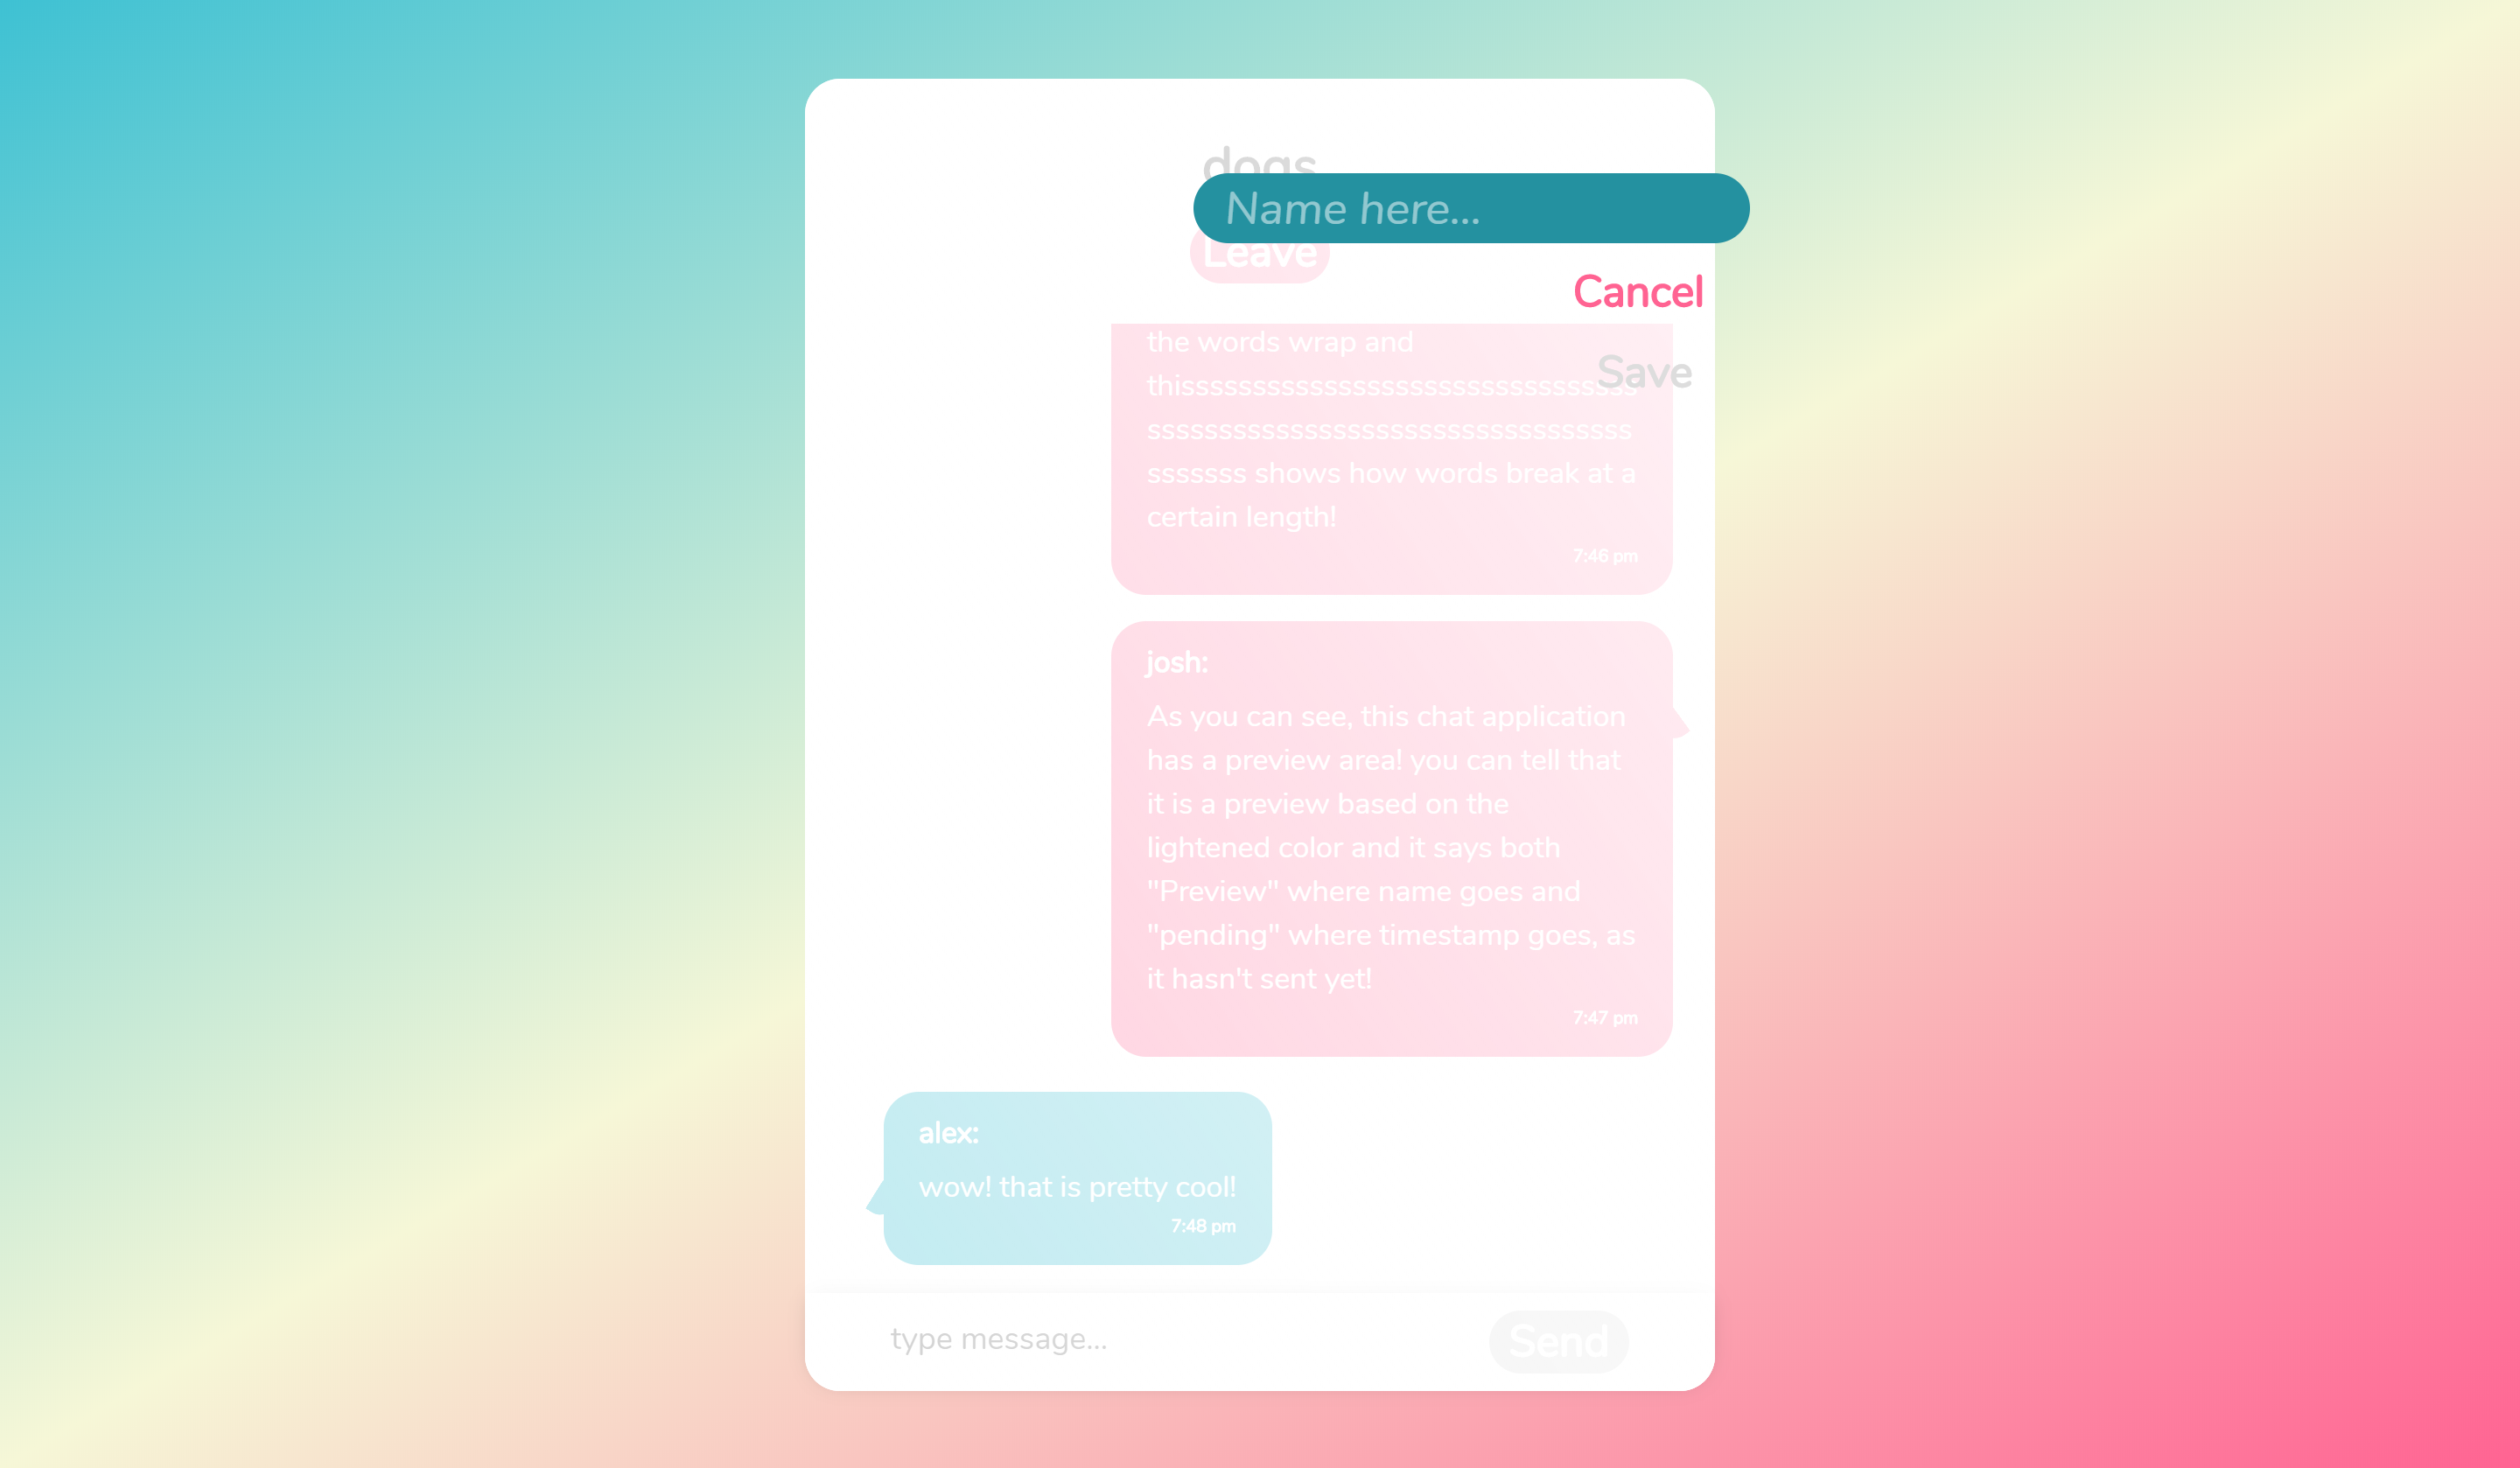 dogs
Name here...
Leave
Cancel
Save
the words wrap and
thisssssssssssssssssssssssssssssssss
ssssssssssssssssssssssssssssssssss
sssssss shows how words break at a
certain length!
7:46 pm
josh:
As you can see, this chat application
has a preview area! you can tell that
it is a preview based on the
lightened color and it says both
"Preview" where name goes and
"pending" where timestamp goes, as
it hasn't sent yet!
7:47 pm
alex:
wow! that is pretty cool!
7:48 pm
type message...
Send